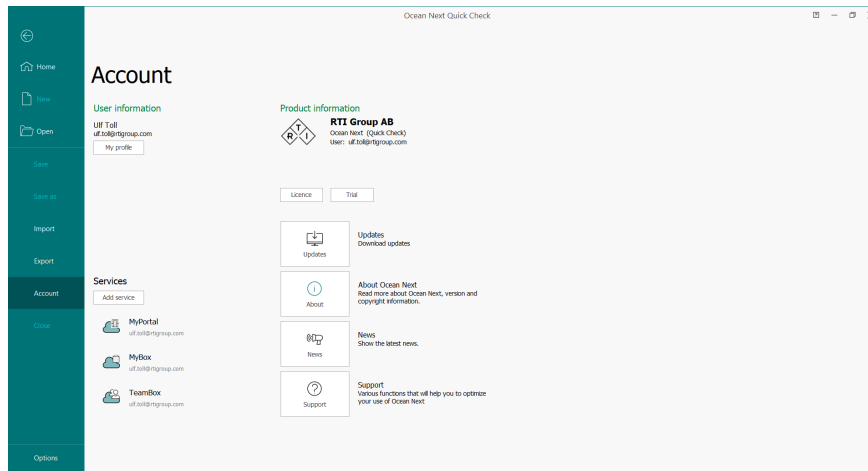 Ocean Next Quick Check
Home
New
Open
Save
Save as
Import
Export
Account
Close
Options
Account
User information
Ulf Toll
ulf.toll@rtigroup.com
My profile
Services
Add service
MyPortal
ulf.toll@rtigroup.com
MyBox
ulf.toll@rtigroup.com
TeamBox
ulf.toll@rtigroup.com
Product information
RTI
RTI Group AB
Ocean Next (Quick Check)
User: ulf.toll@rtigroup.com
Licence
Trial
Updates
Updates
Download updates
About
About Ocean Next
Read more about Ocean Next, version and
copyright information.
News
News
Show the latest news.
Support
Support
Various functions that will help you to optimize
your use of Ocean Next